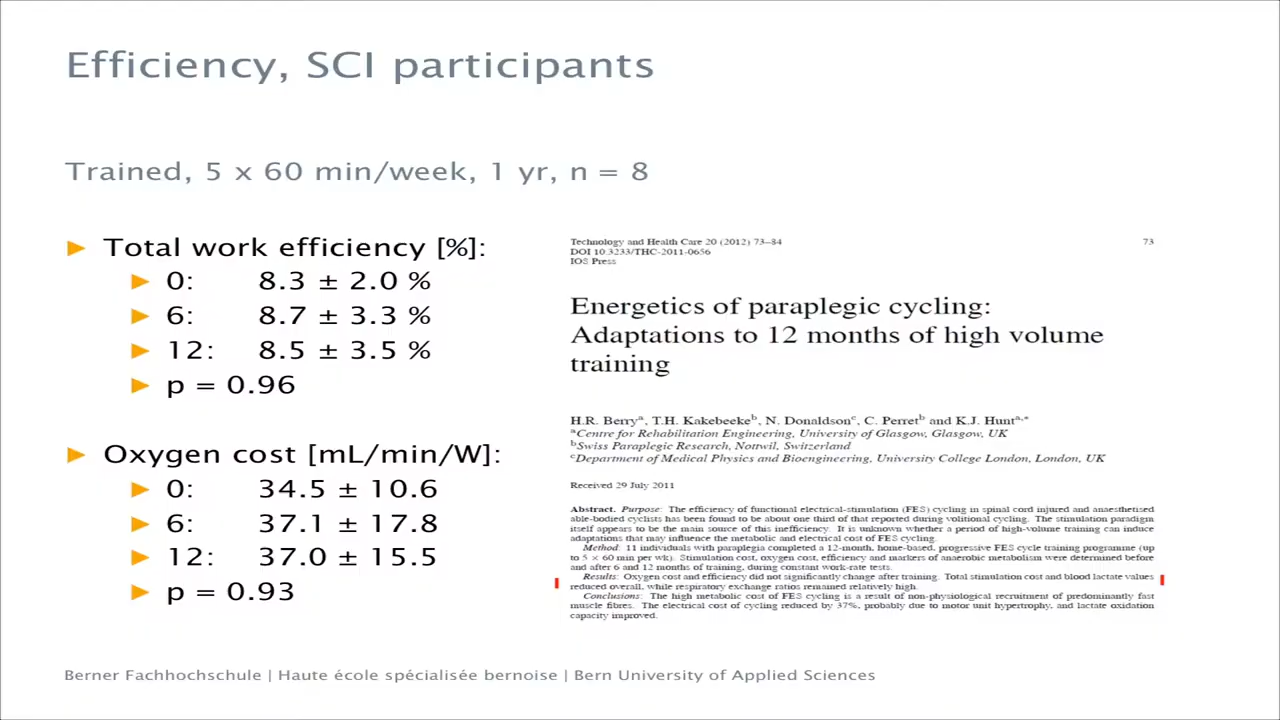 Efficiency, SCI participants
Trained, 5 x 60 min/week, 1 yr, n = 8
Total work efficiency [%]:
0: 8.3 ± 2.0 %
6: 8.7 ± 3.3 %
12: 8.5 ± 3.5 %
p = 0.96
Oxygen cost [mL/min/W]:
0: 34.5 ± 10.6
6: 37.1 ± 17.8
12: 37.0 ± 15.5
p = 0.93
Technology and Health Care 20 (2012) 73–84 73
DOI 10.3233/THC-2011-0656
IOS Press
Energetics of paraplegic cycling:
Adaptations to 12 months of high volume
training
H.R. Berryᵃ, T.H. Kakebeekeᵇ, N. Donaldsonᶜ, C. Perretᵇ and K.J. Huntᵃ,*
ᵃCentre for Rehabilitation Engineering, University of Glasgow, Glasgow, UK
ᵇSwiss Paraplegic Research, Nottwil, Switzerland
ᶜDepartment of Medical Physics and Bioengineering, University College London, London, UK
Received 29 July 2011
Abstract. Purpose: The efficiency of functional electrical-stimulation (FES) cycling in spinal cord injured and anaesthetised
able-bodied cyclists has been found to be about one third of that reported during volitional cycling. The stimulation paradigm
itself appears to be the main source of this inefficiency. It is unknown whether a period of high-volume training can induce
adaptations that may influence the metabolic and electrical cost of FES cycling.
Method: 11 individuals with paraplegia completed a 12-month, home-based, progressive FES cycle training programme (up
to 5 × 60 min per wk). Stimulation cost, oxygen cost, efficiency and markers of anaerobic metabolism were determined before
and after 6 and 12 months of training, during constant work-rate tests.
Results: Oxygen cost and efficiency did not significantly change after training. Total stimulation cost and blood lactate values
reduced overall, while respiratory exchange ratios remained relatively high.
Conclusions: The high metabolic cost of FES cycling is a result of non-physiological recruitment of predominantly fast
muscle fibres. The electrical cost of cycling reduced by 37%, probably due to motor unit hypertrophy, and lactate oxidation
capacity improved.
Berner Fachhochschule | Haute école spécialisée bernoise | Bern University of Applied Sciences